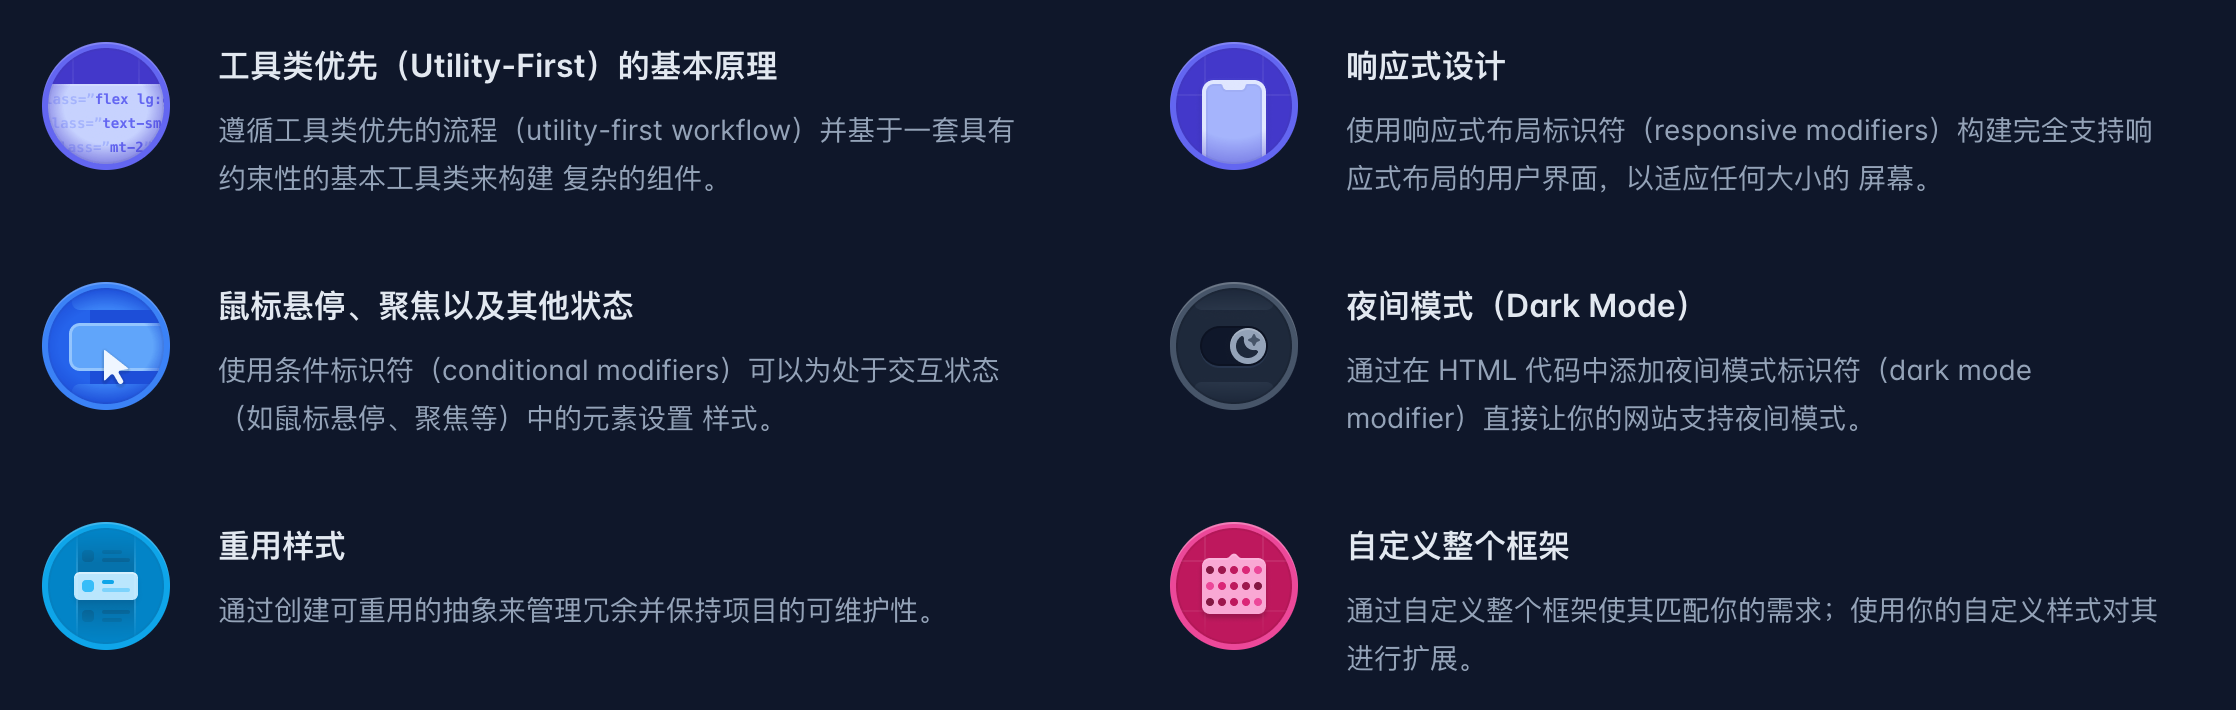 工具类优先（Utility-First）的基本原理
遵循工具类优先的流程（utility-first workflow）并基于一套具有
约束性的基本工具类来构建 复杂的组件。
lass="flex lg:
lass="text-sm
lass="mt-2
响应式设计
使用响应式布局标识符（responsive modifiers）构建完全支持响
应式布局的用户界面，以适应任何大小的 屏幕。
鼠标悬停、聚焦以及其他状态
使用条件标识符（conditional modifiers）可以为处于交互状态
（如鼠标悬停、聚焦等）中的元素设置 样式。
夜间模式（Dark Mode）
通过在 HTML 代码中添加夜间模式标识符（dark mode
modifier）直接让你的网站支持夜间模式。
重用样式
通过创建可重用的抽象来管理冗余并保持项目的可维护性。
自定义整个框架
通过自定义整个框架使其匹配你的需求；使用你的自定义样式对其
进行扩展。